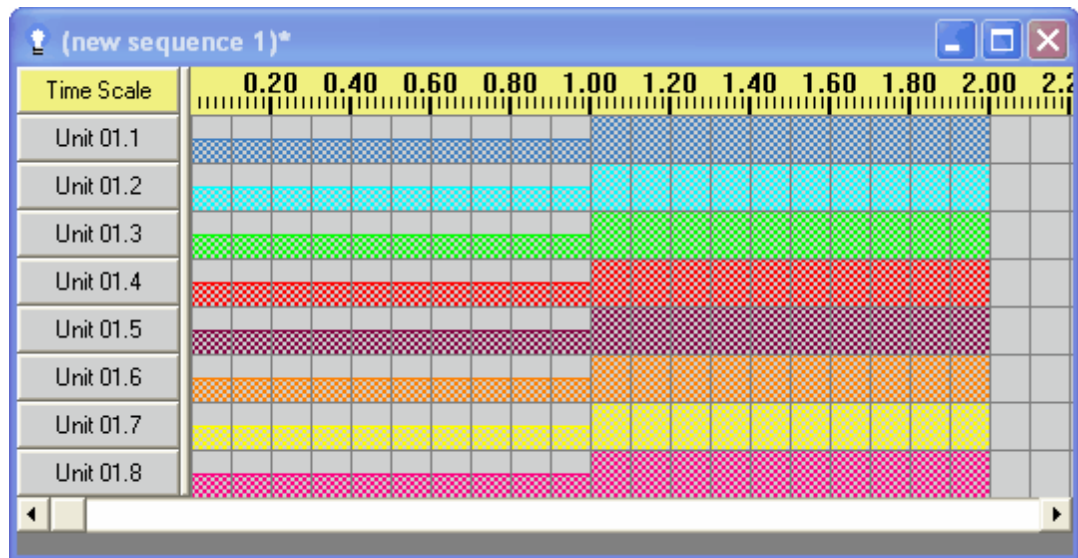 (new sequence 1)*
Time Scale 0.20 0.40 0.60 0.80 1.00 1.20 1.40 1.60 1.80 2.00
Unit 01.1
Unit 01.2
Unit 01.3
Unit 01.4
Unit 01.5
Unit 01.6
Unit 01.7
Unit 01.8